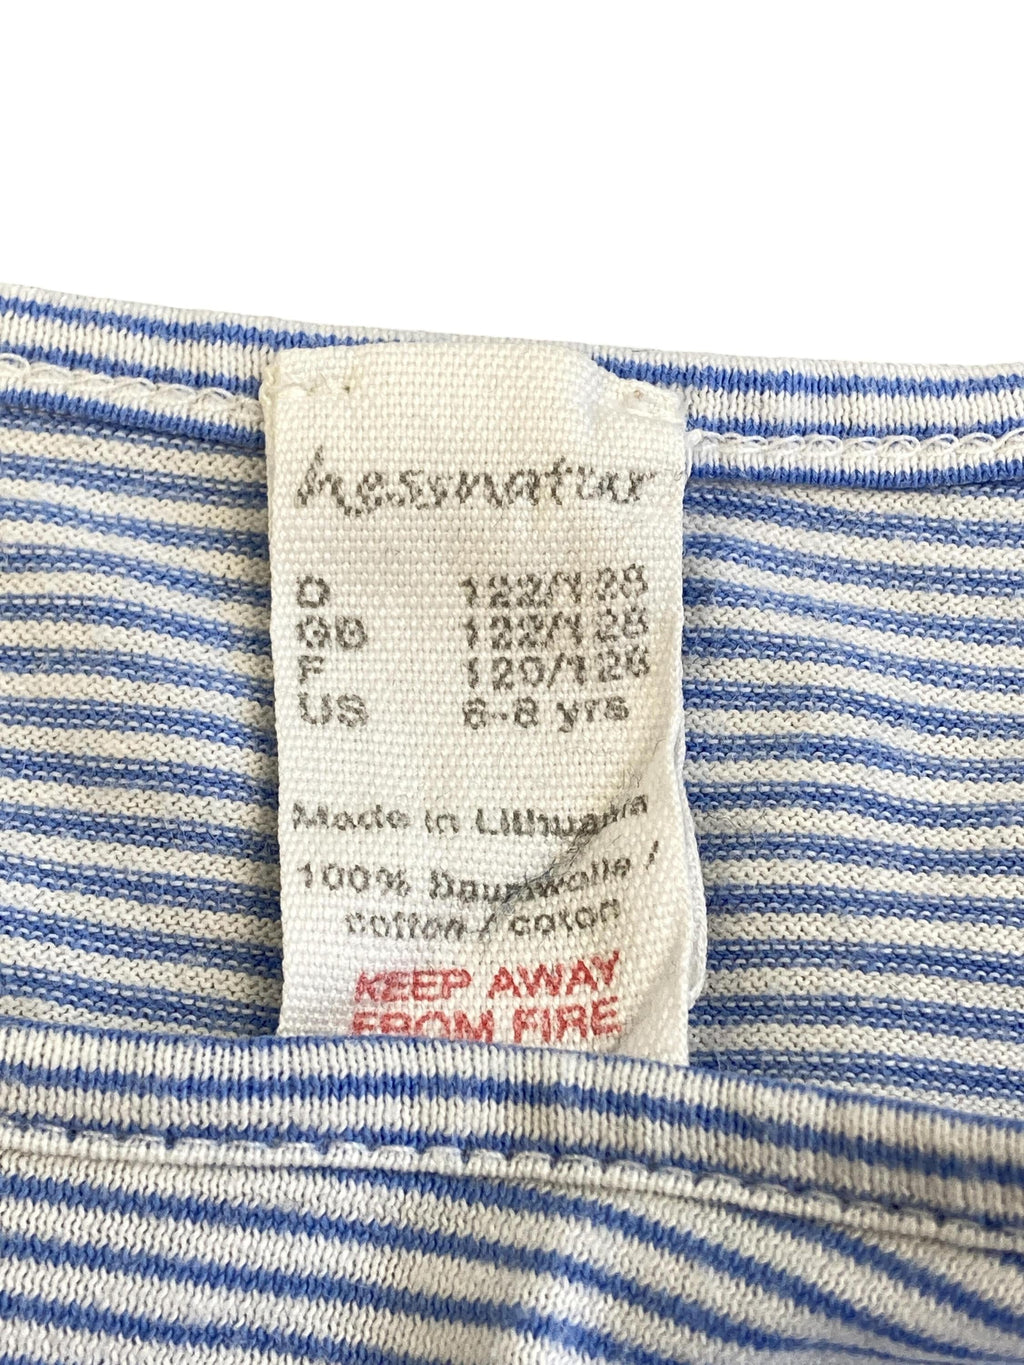 hessnatur
D 122/128
GB 122/128
F 120/126
US 6-8 yrs
Made in Lithuania
100% Baumwolle /
cotton / coton
KEEP AWAY
FROM FIRE